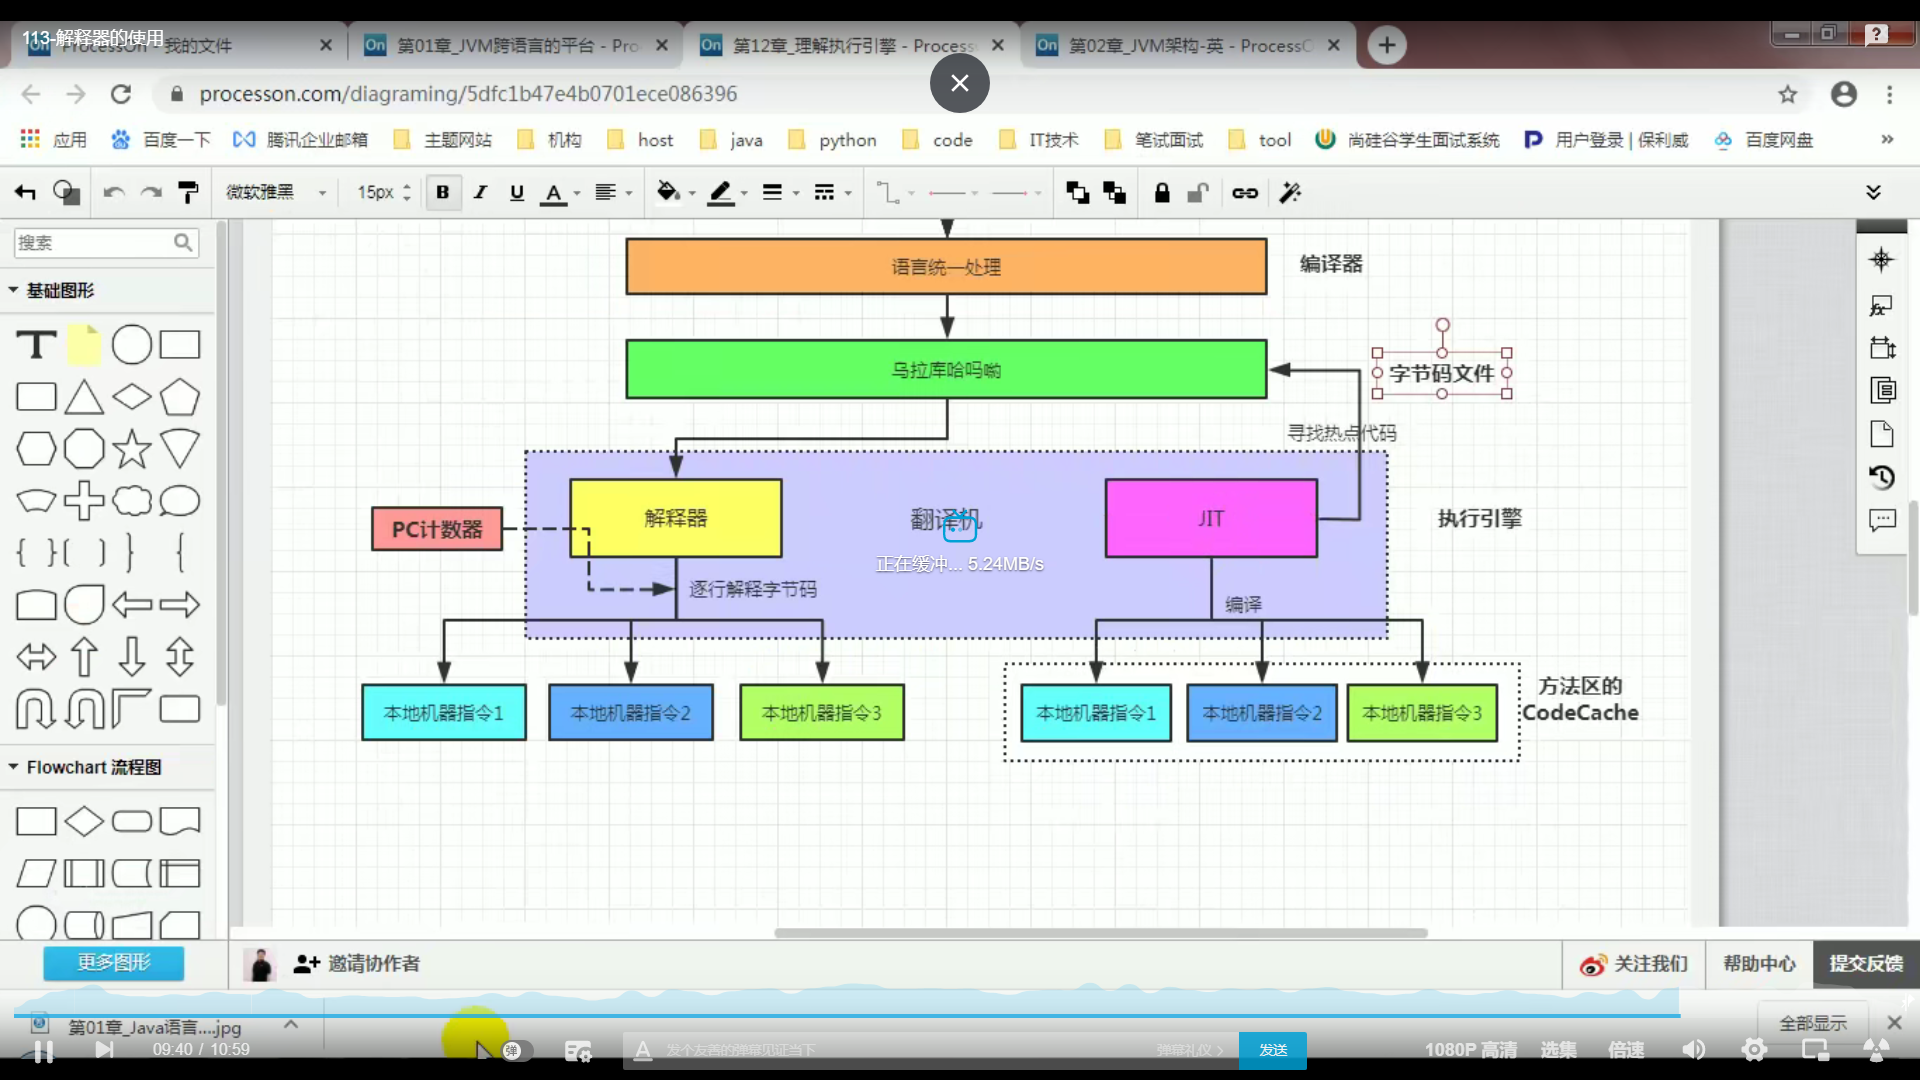 113-解释器的使用
ProcessOn - 我的文件
第01章_JVM跨语言的平台 - Pro
第12章_理解执行引擎 - Process
第02章_JVM架构-英 - ProcessO
processon.com/diagraming/5dfc1b47e4b0701ece086396
应用 百度一下 腾讯企业邮箱 主题网站 机构 host java python code IT技术 笔试面试 tool 尚硅谷学生面试系统 用户登录 | 保利威 百度网盘 »
微软雅黑 15px B I U A
搜索
基础图形
Flowchart 流程图
更多图形
语言统一处理
编译器
乌拉库哈吗呦
字节码文件
寻找热点代码
PC计数器
解释器
翻译机
JIT
执行引擎
正在缓冲... 5.24MB/s
逐行解释字节码
编译
本地机器指令1
本地机器指令2
本地机器指令3
本地机器指令1
本地机器指令2
本地机器指令3
方法区的
CodeCache
邀请协作者
关注我们
帮助中心
提交反馈
第01章_Java语言....jpg
全部显示
09:40 / 10:59
弹
发个友善的弹幕见证当下
弹幕礼仪 >
发送
1080P 高清
选集
倍速